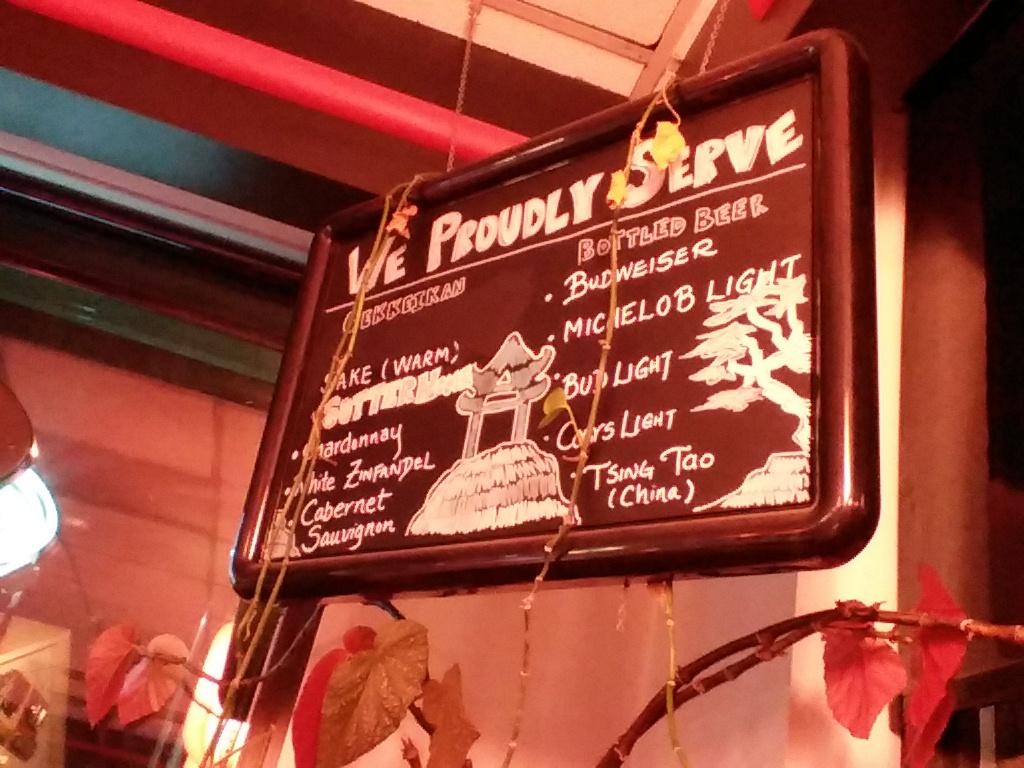 We Proudly Serve
Gekkeikan
Sake (Warm)
Sutter Home
• Chardonnay
• White Zinfandel
• Cabernet
Sauvignon
Bottled Beer
• Budweiser
• Michelob Light
• Bud Light
• Coors Light
• Tsing Tao
(China)